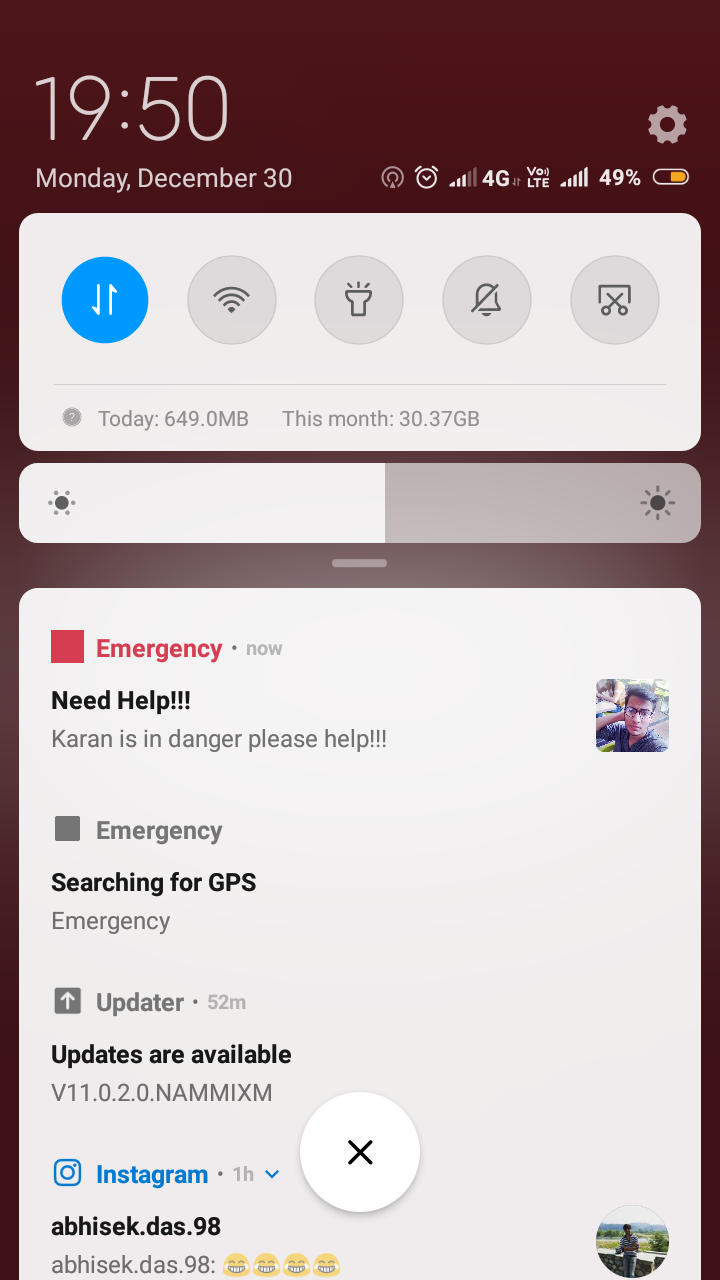 19:50
Monday, December 30
4G Vo)) LTE 49%
Today: 649.0MB This month: 30.37GB
Emergency • now
Need Help!!!
Karan is in danger please help!!!
Emergency
Searching for GPS
Emergency
Updater • 52m
Updates are available
V11.0.2.0.NAMMIXM
Instagram • 1h
abhisek.das.98
abhisek.das.98: 😂😂😂😂